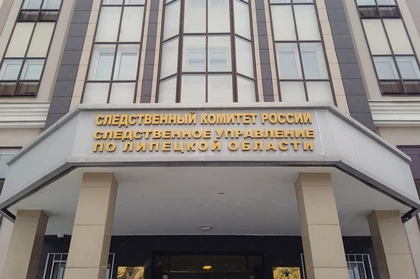 СЛЕДСТВЕННЫЙ КОМИТЕТ РОССИИ
СЛЕДСТВЕННОЕ УПРАВЛЕНИЕ
ПО ЛИПЕЦКОЙ ОБЛАСТИ